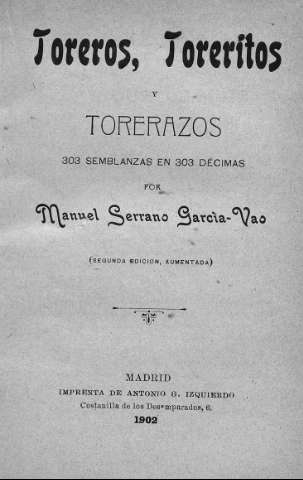 Toreros, Toreritos
Y
TORERAZOS
303 SEMBLANZAS EN 303 DÉCIMAS
POR
Manuel Serrano Garcìa-Vao
(SEGUNDA EDICIÓN, AUMENTADA)
MADRID
IMPRENTA DE ANTONIO G. IZQUIERDO
Costanilla de los Desamparados, 6.
1902